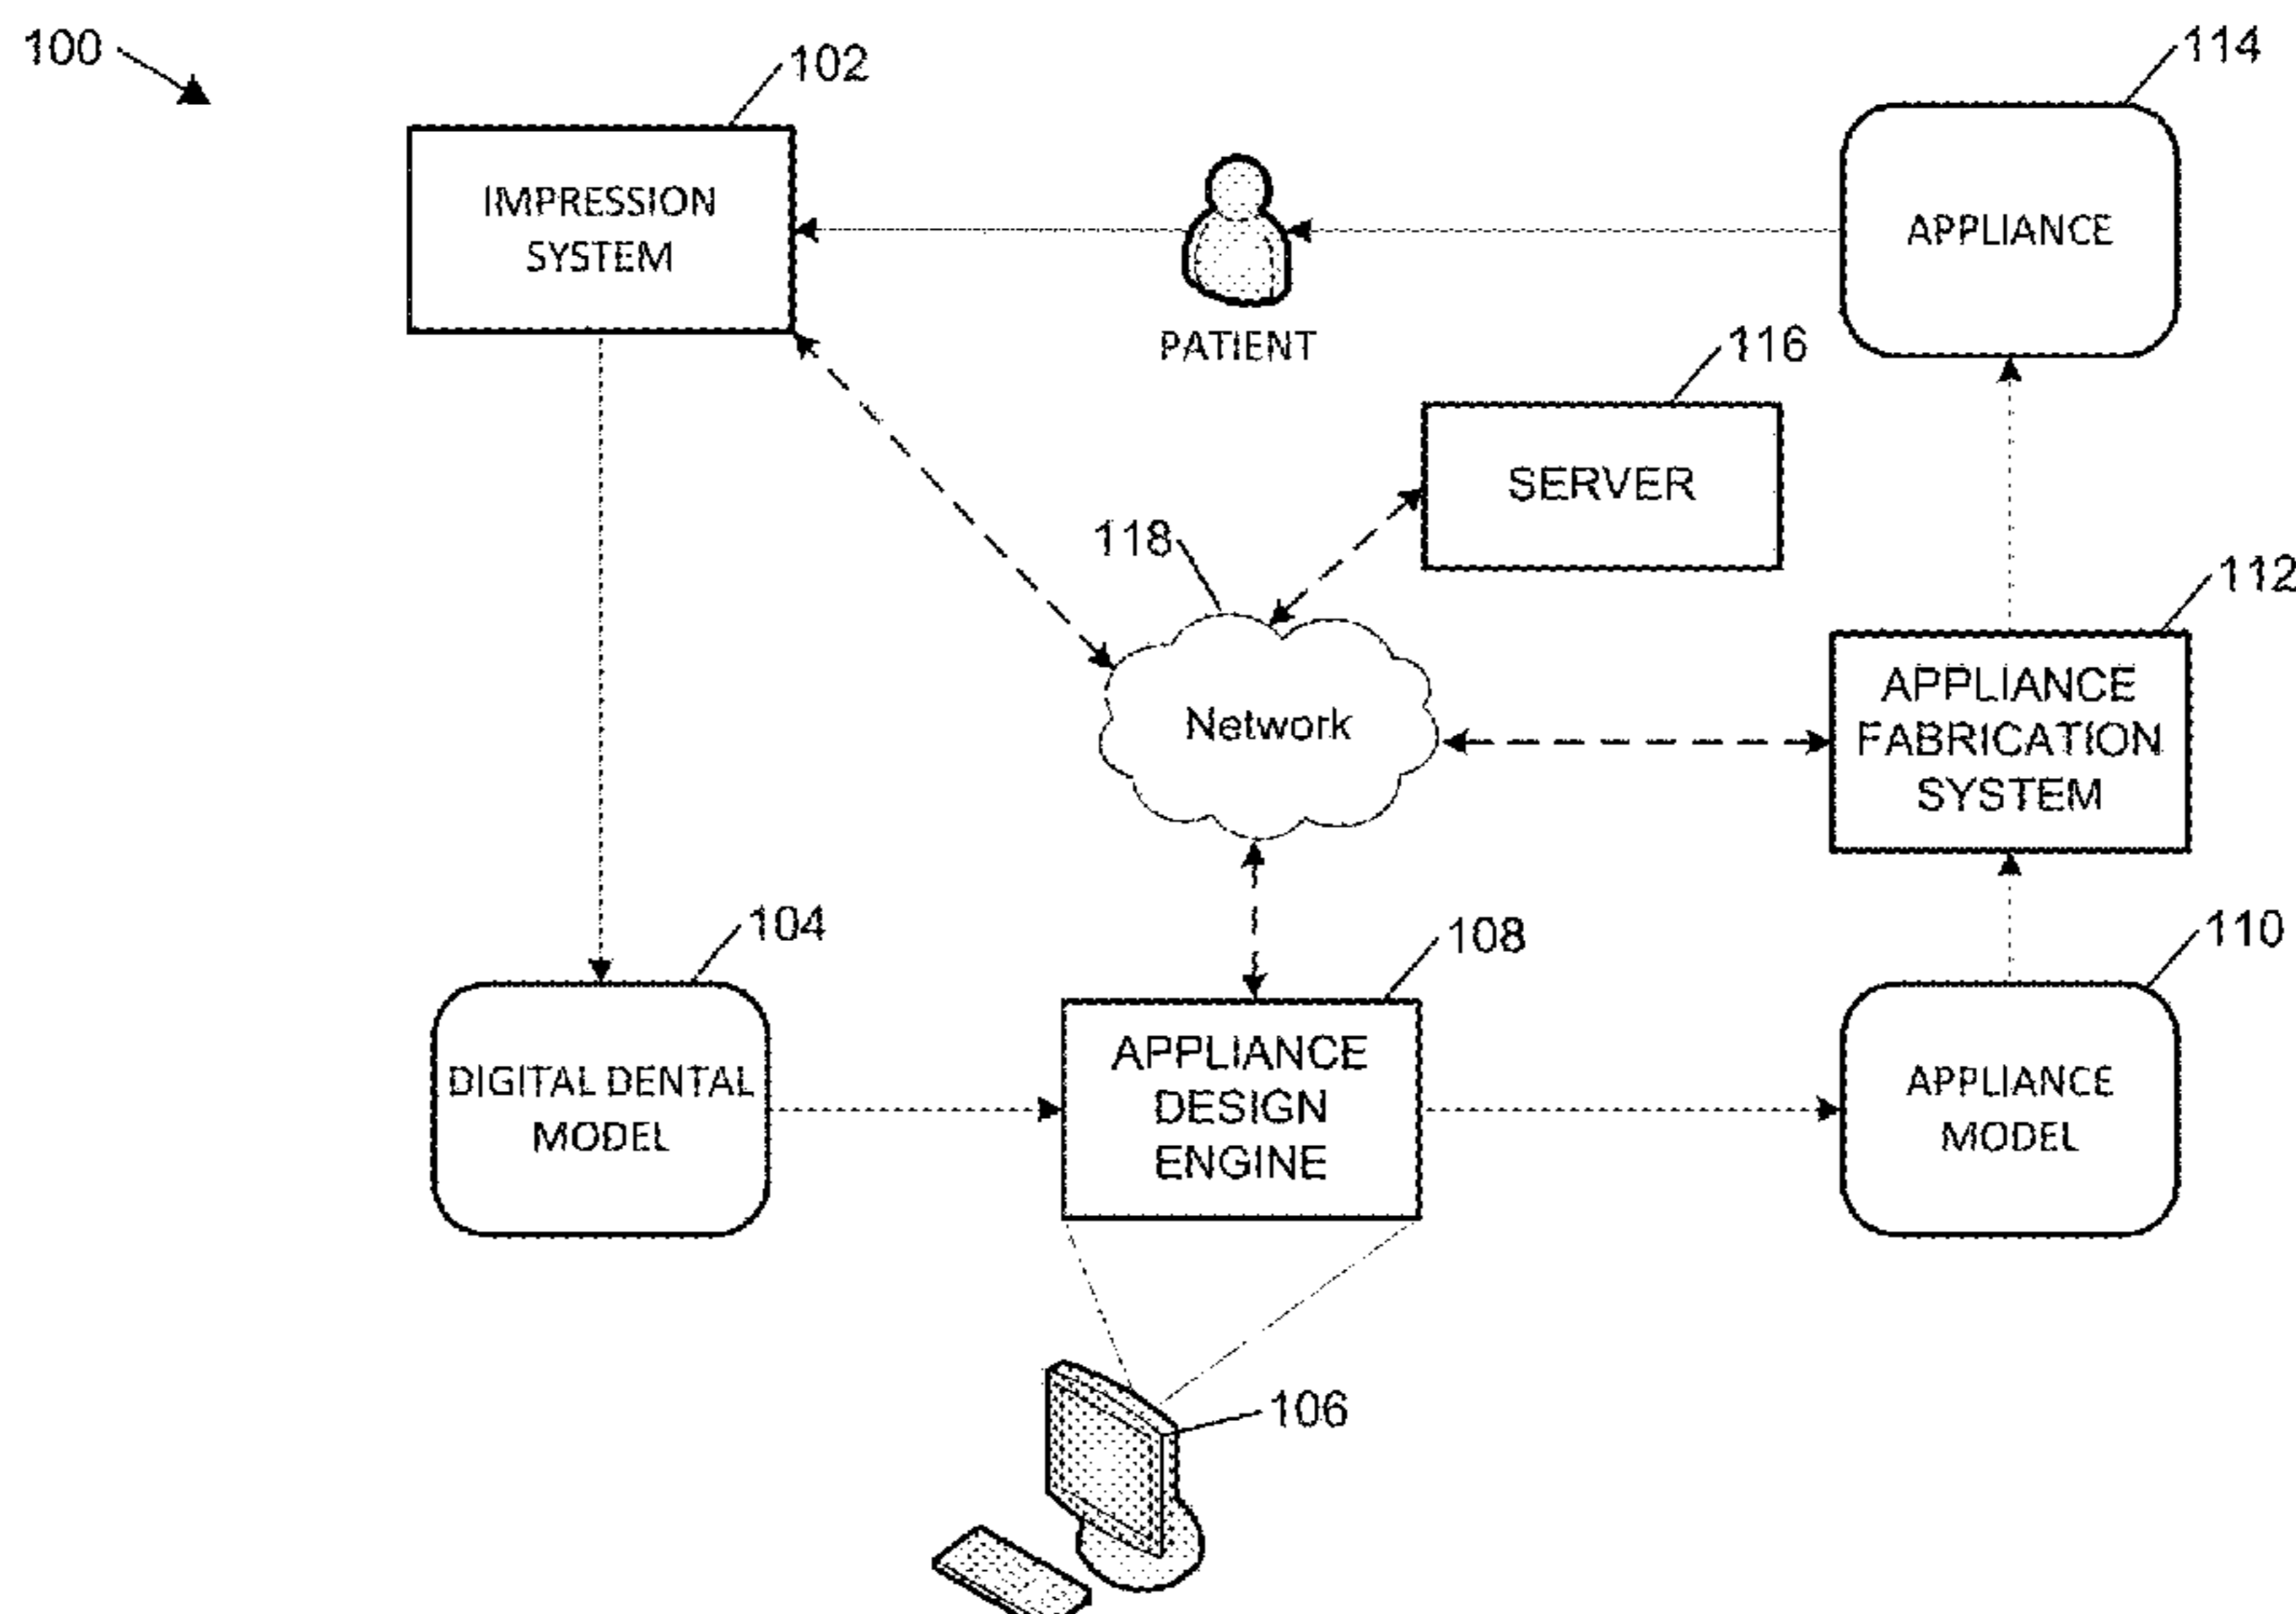 100
102
114
IMPRESSION
SYSTEM
APPLIANCE
PATIENT
116
SERVER
118
112
Network
APPLIANCE
FABRICATION
SYSTEM
104
108
110
DIGITAL DENTAL
MODEL
APPLIANCE
DESIGN
ENGINE
APPLIANCE
MODEL
106